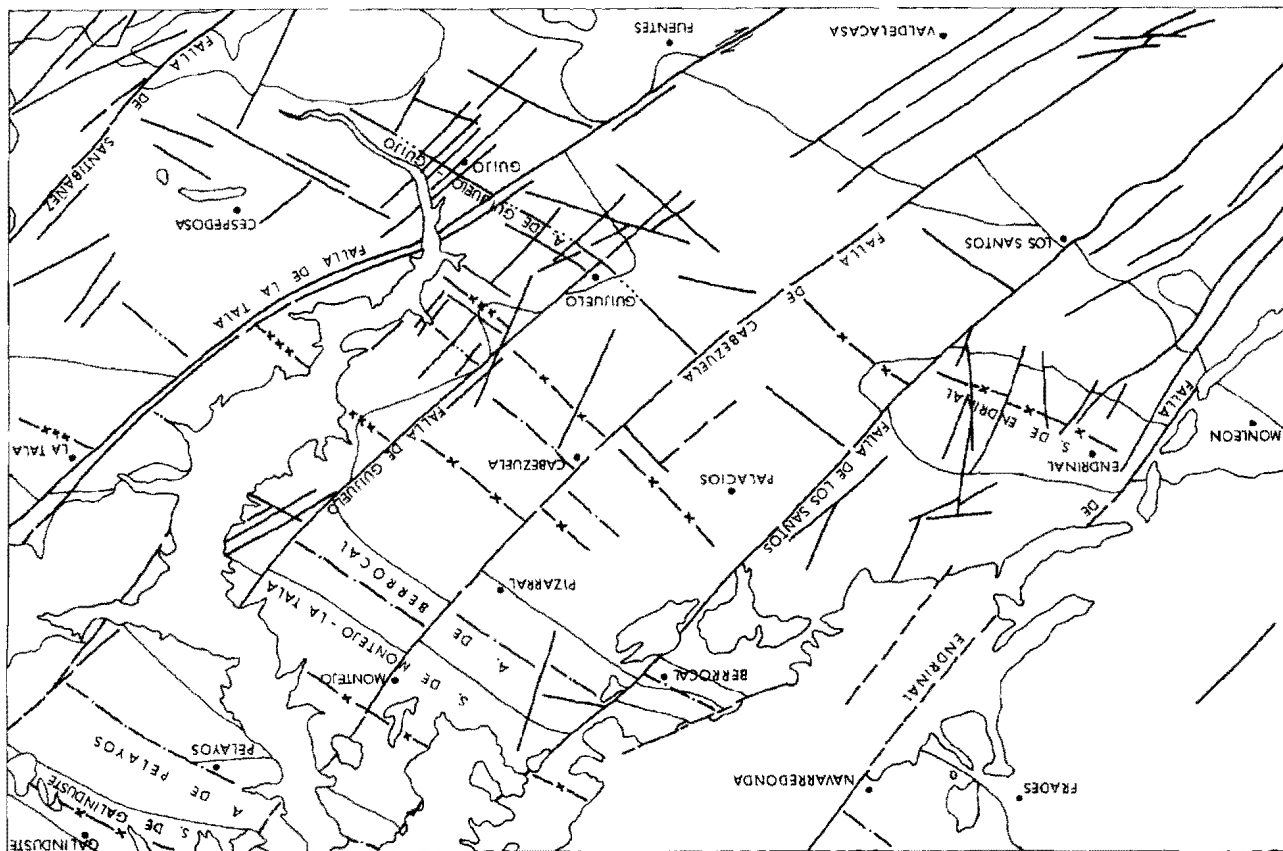 GALINDUSTE
S. DE GALINDUSTE
A. DE PELAYOS
PELAYOS
FRADES
NAVARREDONDA
MONTEJO
BERROCAL
S. DE MONTEJO - LA TALA
A. DE BERROCAL
PIZARRAL
FALLA DE ENDRINAL
ENDRINAL
S. DE ENDRINAL
MONLEON
PALACIOS
CABEZUELA
LA TALA
FALLA DE GUIJUELO
FALLA DE LOS SANTOS
FALLA DE CABEZUELA
FALLA DE LA TALA
LA TALA
GUIJUELO
LOS SANTOS
A. DE GUIJUELO - GUIJO
GUIJO
CESPEDOSA
FALLA DE SANTIBAÑEZ
VALDELACASA
FUENTES